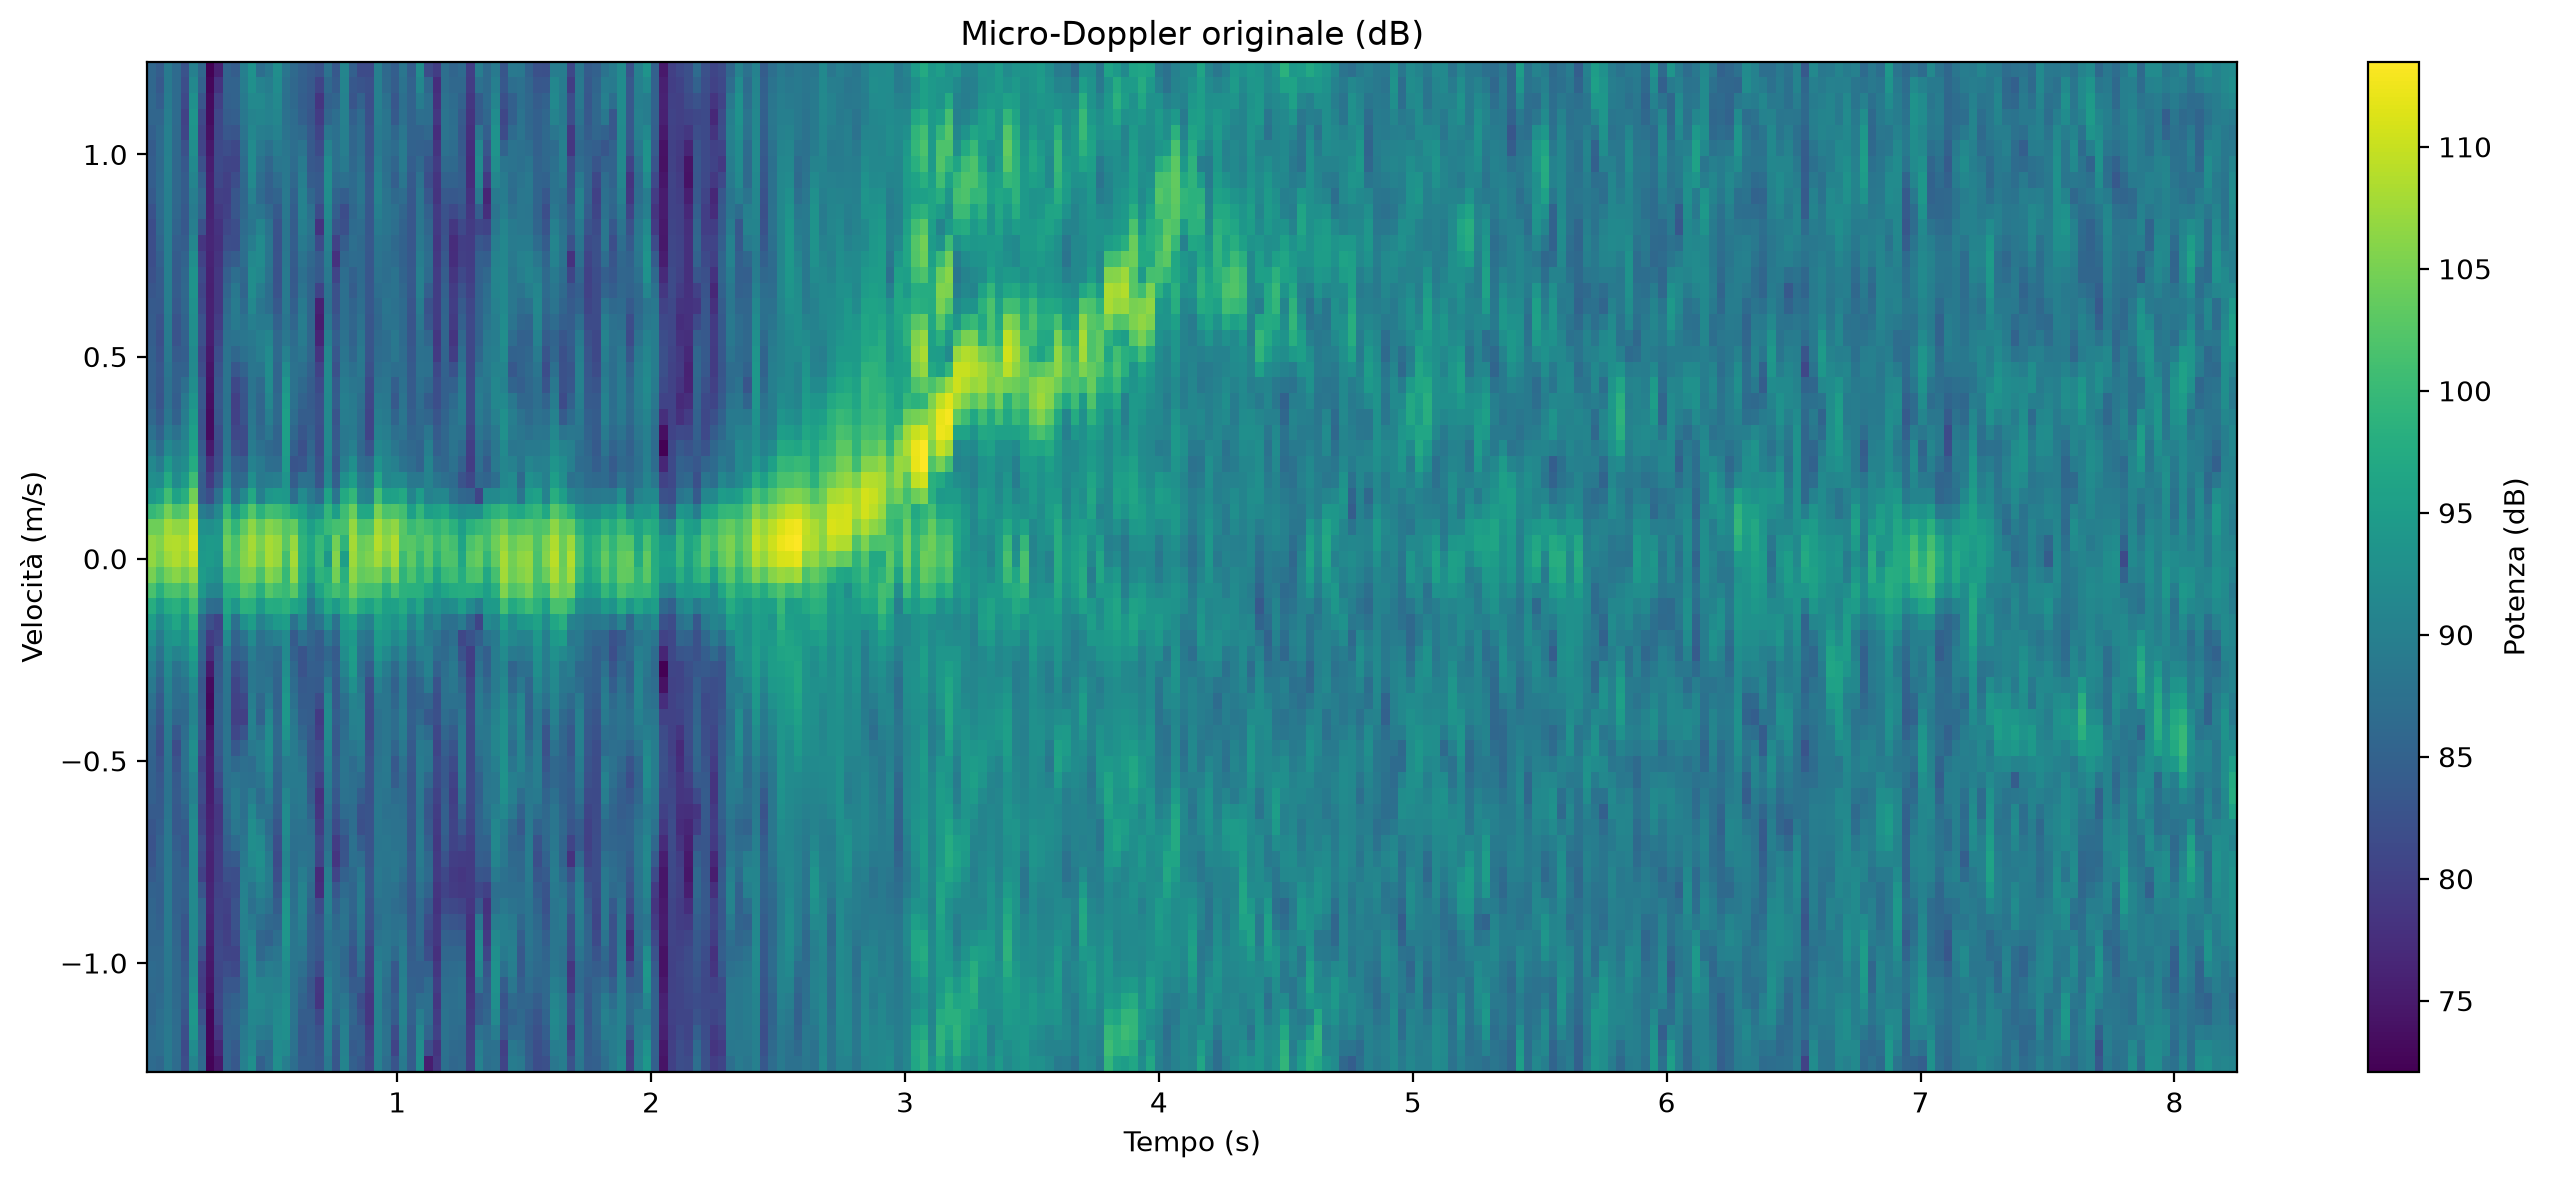 Micro-Doppler originale (dB)
Velocità (m/s)
1.0
0.5
0.0
−0.5
−1.0
1 2 3 4 5 6 7 8
Tempo (s)
110
105
100
95
90
85
80
75
Potenza (dB)